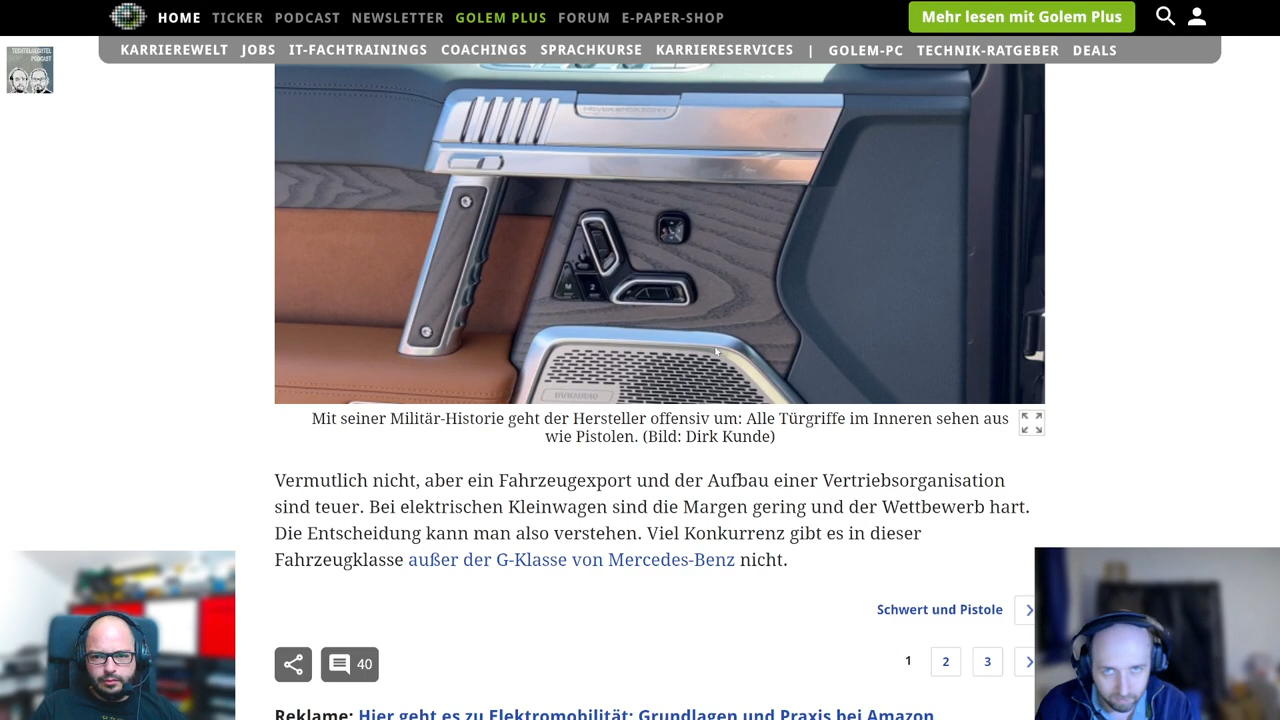 HOME TICKER PODCAST NEWSLETTER GOLEM PLUS FORUM E-PAPER-SHOP Mehr lesen mit Golem Plus
KARRIEREWELT JOBS IT-FACHTRAININGS COACHINGS SPRACHKURSE KARRIERESERVICES | GOLEM-PC TECHNIK-RATGEBER DEALS
PODCAST
M 2
DYNAUDIO
Mit seiner Militär-Historie geht der Hersteller offensiv um: Alle Türgriffe im Inneren sehen aus
wie Pistolen. (Bild: Dirk Kunde)
Vermutlich nicht, aber ein Fahrzeugexport und der Aufbau einer Vertriebsorganisation
sind teuer. Bei elektrischen Kleinwagen sind die Margen gering und der Wettbewerb hart.
Die Entscheidung kann man also verstehen. Viel Konkurrenz gibt es in dieser
Fahrzeugklasse außer der G-Klasse von Mercedes-Benz nicht.
Schwert und Pistole
40
1 2 3
Reklame: Hier geht es zu Elektromobilität: Grundlagen und Praxis bei Amazon